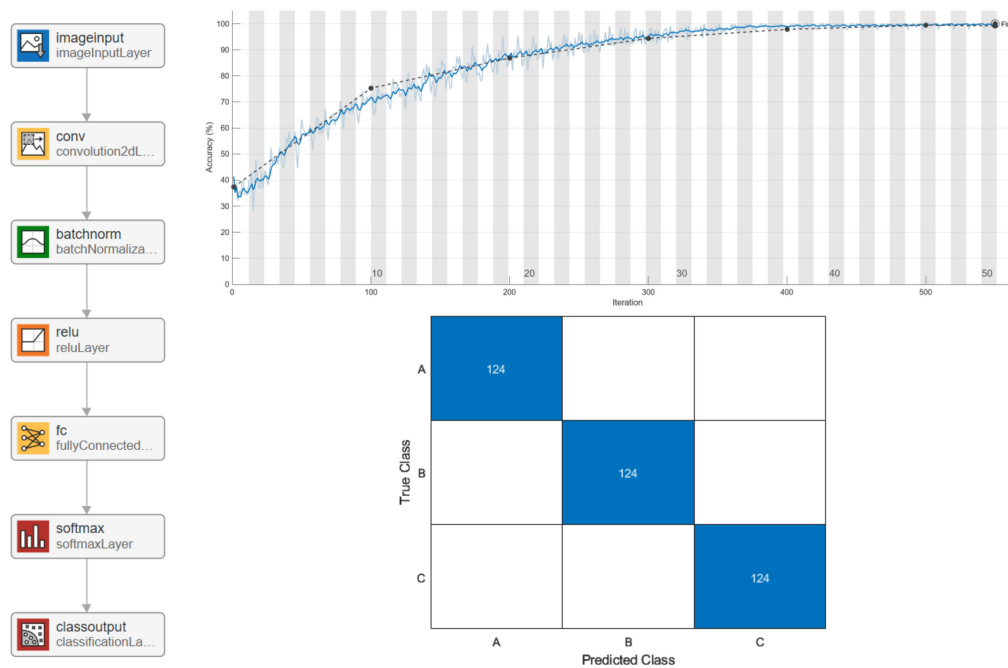 imageinput
imageInputLayer
conv
convolution2dL...
batchnorm
batchNormaliza...
relu
reluLayer
fc
fullyConnected...
softmax
softmaxLayer
classoutput
classificationLa...
Accuracy (%)
100
90
80
70
60
50
40
30
20
10
0
10 20 30 40 50
0 100 200 300 400 500
Iteration
True Class
A 124
B 124
C 124
A B C
Predicted Class